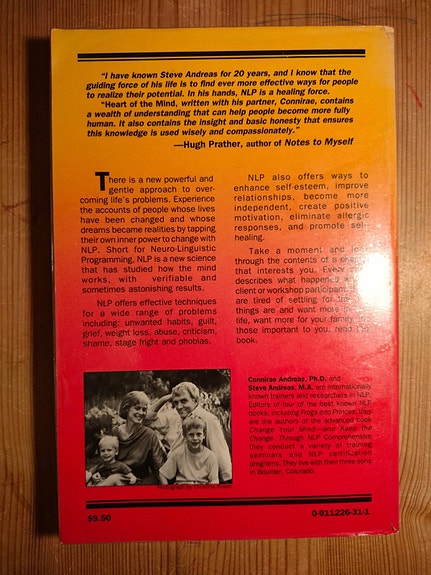 “I have known Steve Andreas for 20 years, and I know that the
guiding force of his life is to find ever more effective ways for people
to realize their potential. In his hands, NLP is a healing force.
“Heart of the Mind, written with his partner, Connirae, contains
a wealth of understanding that can help people become more fully
human. It also contains the insight and basic honesty that ensures
this knowledge is used wisely and compassionately.”
—Hugh Prather, author of Notes to Myself
There is a new powerful and
gentle approach to over-
coming life's problems. Experience
the accounts of people whose lives
have been changed and whose
dreams became realities by tapping
their own inner power to change with
NLP. Short for Neuro-Linguistic
Programming, NLP is a new science
that has studied how the mind
works, with verifiable and
sometimes astonishing results.
NLP offers effective techniques
for a wide range of problems
including: unwanted habits, guilt,
grief, weight loss, abuse, criticism,
shame, stage fright and phobias.
NLP also offers ways to
enhance self-esteem, improve
relationships, become more
independent, create positive
motivation, eliminate allergic
responses, and promote self-
healing.
Take a moment and
through the contents of a
that interests you. Every
describes what happened
client or workshop participant.
are tired of settling for the
things are and want more
life, want more for your family
those important to you, read
book.
Connirae Andreas, Ph.D. and
Steve Andreas, M.A. are internationally
known trainers and researchers in NLP.
Editors of four of the best known NLP
books, including Frogs into Princes, they
are the authors of the advanced book
Change Your Mind—and Keep the
Change. Through NLP Comprehensive
they conduct a variety of training
seminars and NLP certification
programs. They live with their three sons
in Boulder, Colorado.
$9.50
0-911226-31-1